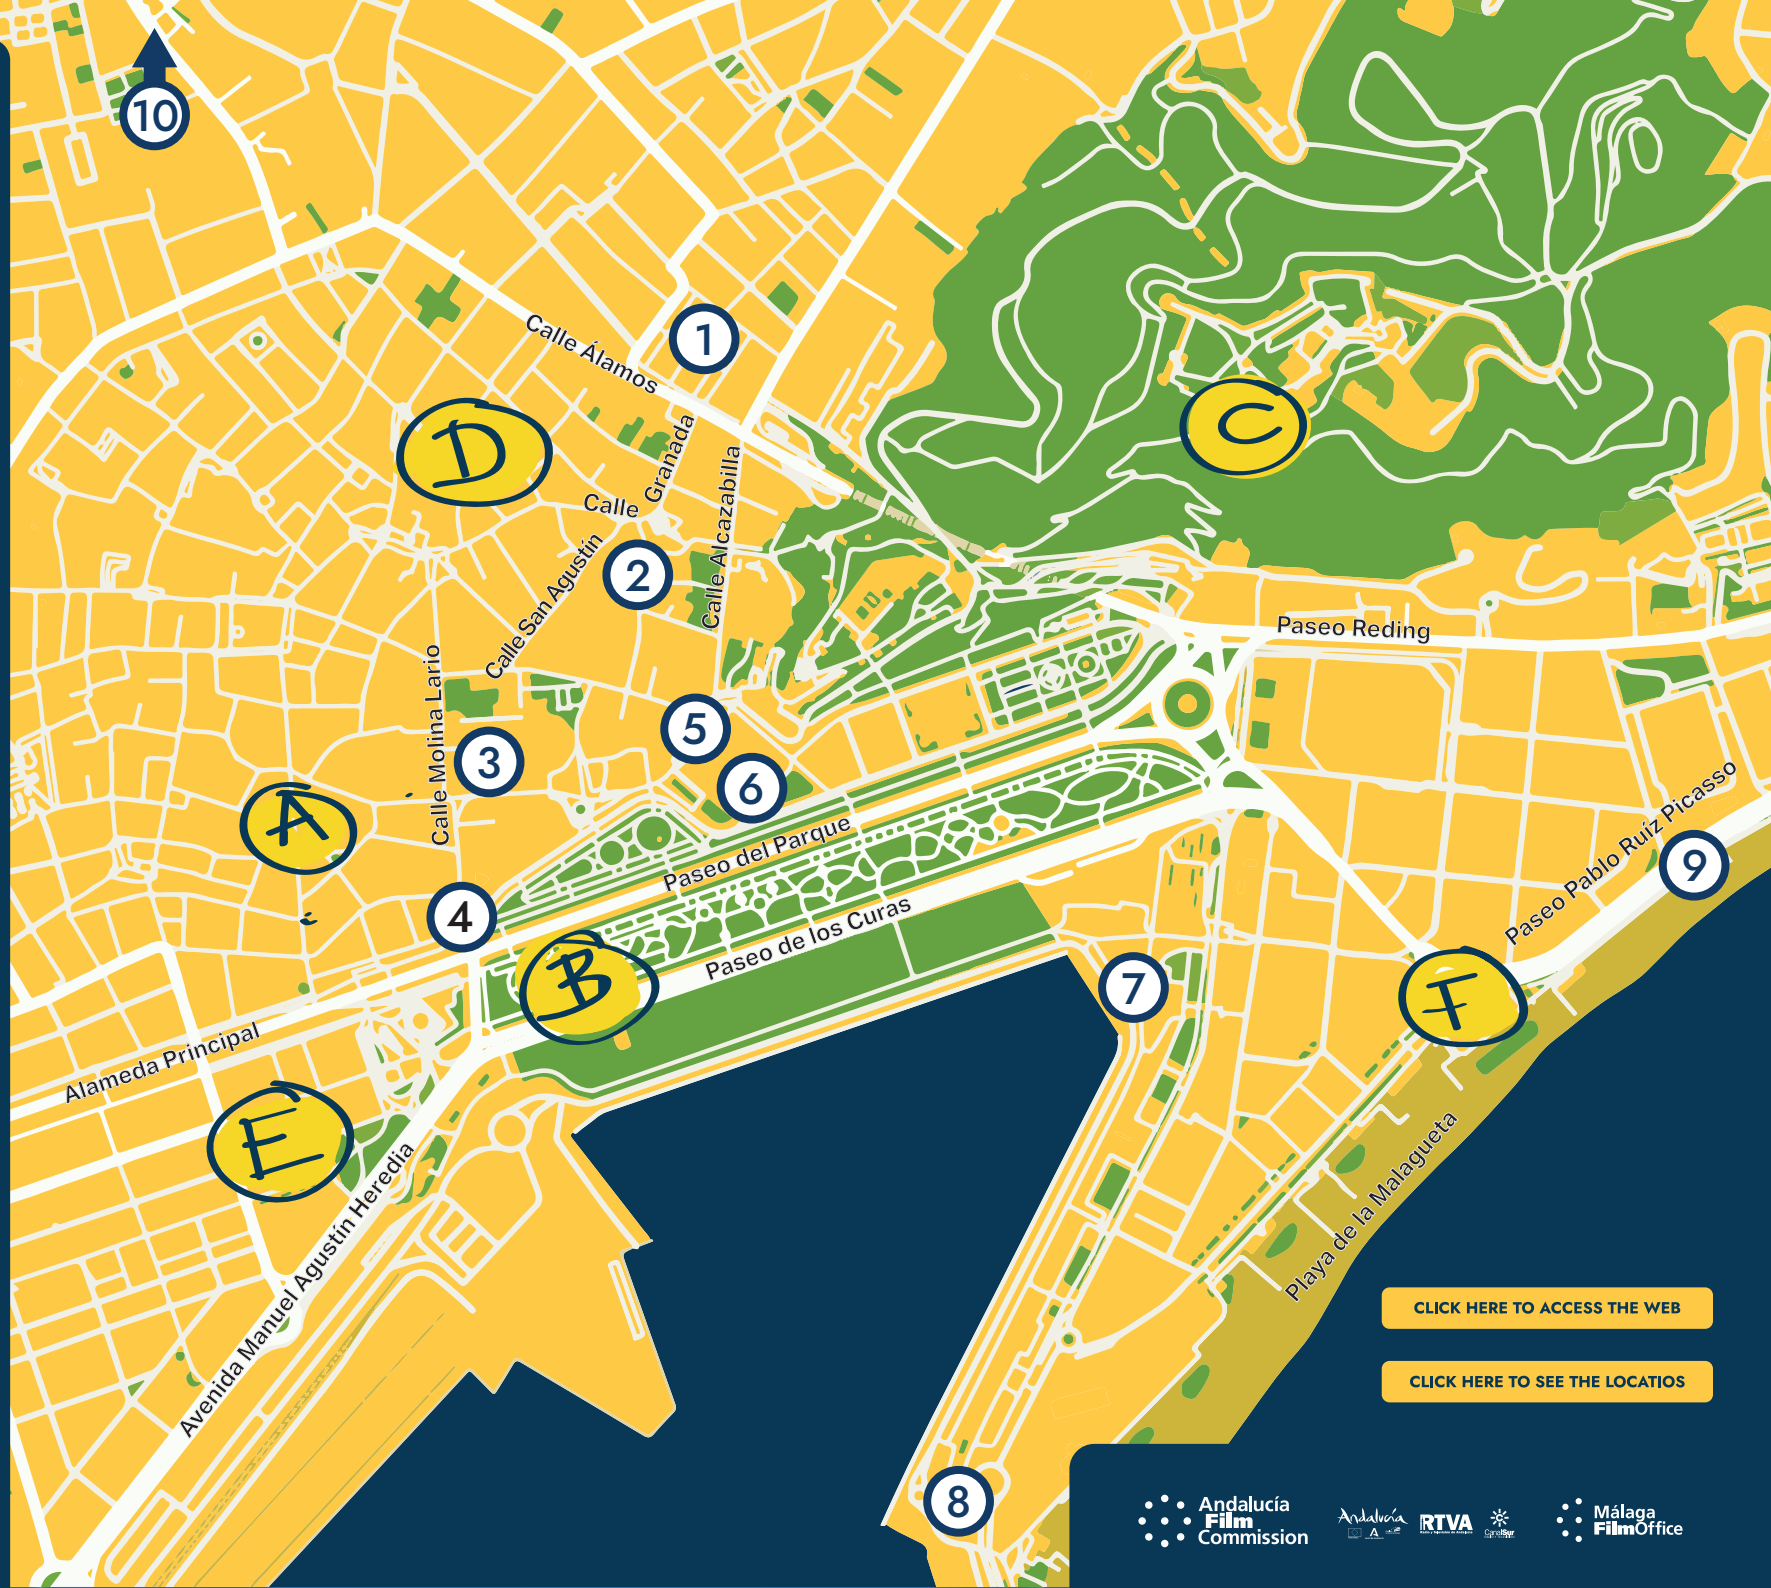 10
1
Calle Álamos
C
D
Granada
Calle
Calle Alcazabilla
Calle San Agustín
2
Paseo Reding
Calle Molina Lario
5
3
6
A
Paseo del Parque
Paseo Pablo Ruíz Picasso
9
4
Paseo de los Curas
B
7
F
Alameda Principal
E
Avenida Manuel Agustín Heredia
Playa de la Malagueta
CLICK HERE TO ACCESS THE WEB
CLICK HERE TO SEE THE LOCATIOS
8
Andalucía
Film
Commission
Andalucía
RTVA
CanalSur
Málaga
FilmOffice